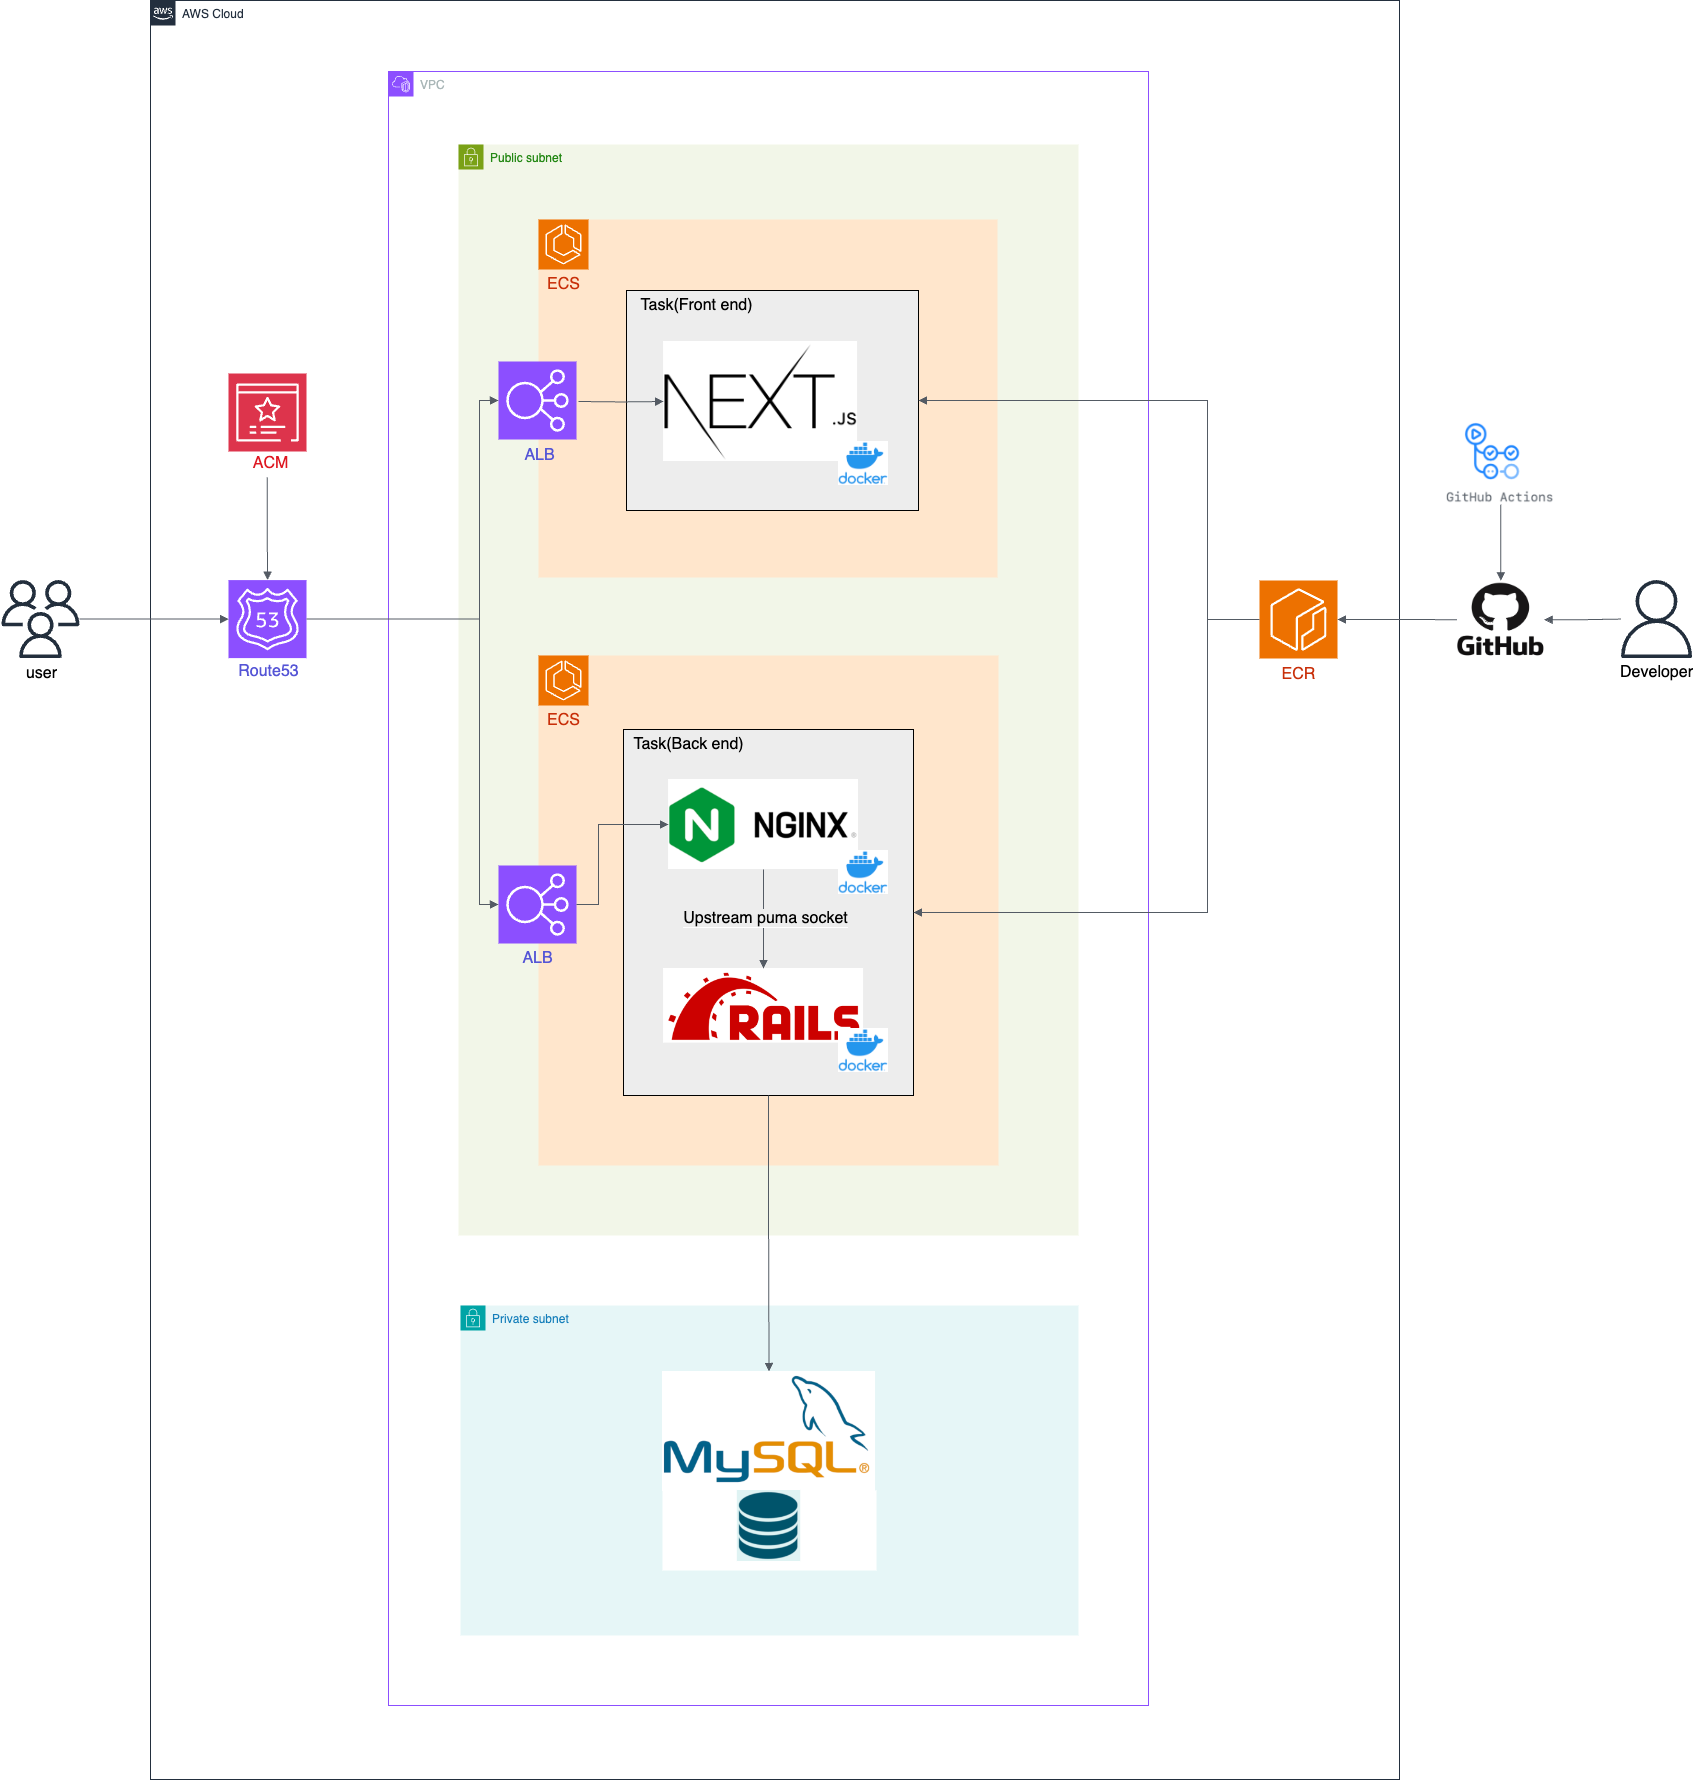 aws
AWS Cloud
VPC
Public subnet
ECS
Task(Front end)
NEXT.JS
docker
ALB
ACM
GitHub Actions
53
Route53
user
ECR
GitHub
Developer
ECS
Task(Back end)
N
NGINX
docker
Upstream puma socket
ALB
RAILS
docker
Private subnet
MySQL®